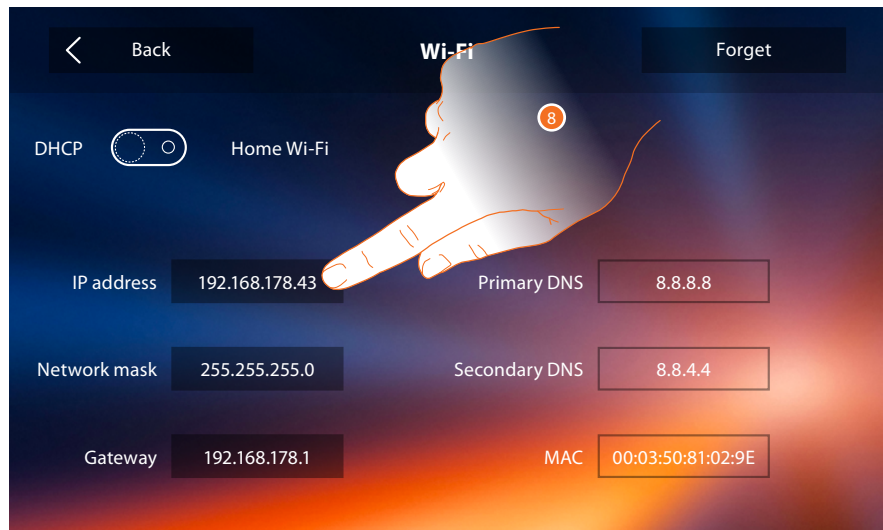 Back
Wi-Fi
Forget
8
DHCP
Home Wi-Fi
IP address 192.168.178.43
Primary DNS 8.8.8.8
Network mask 255.255.255.0
Secondary DNS 8.8.4.4
Gateway 192.168.178.1
MAC 00:03:50:81:02:9E